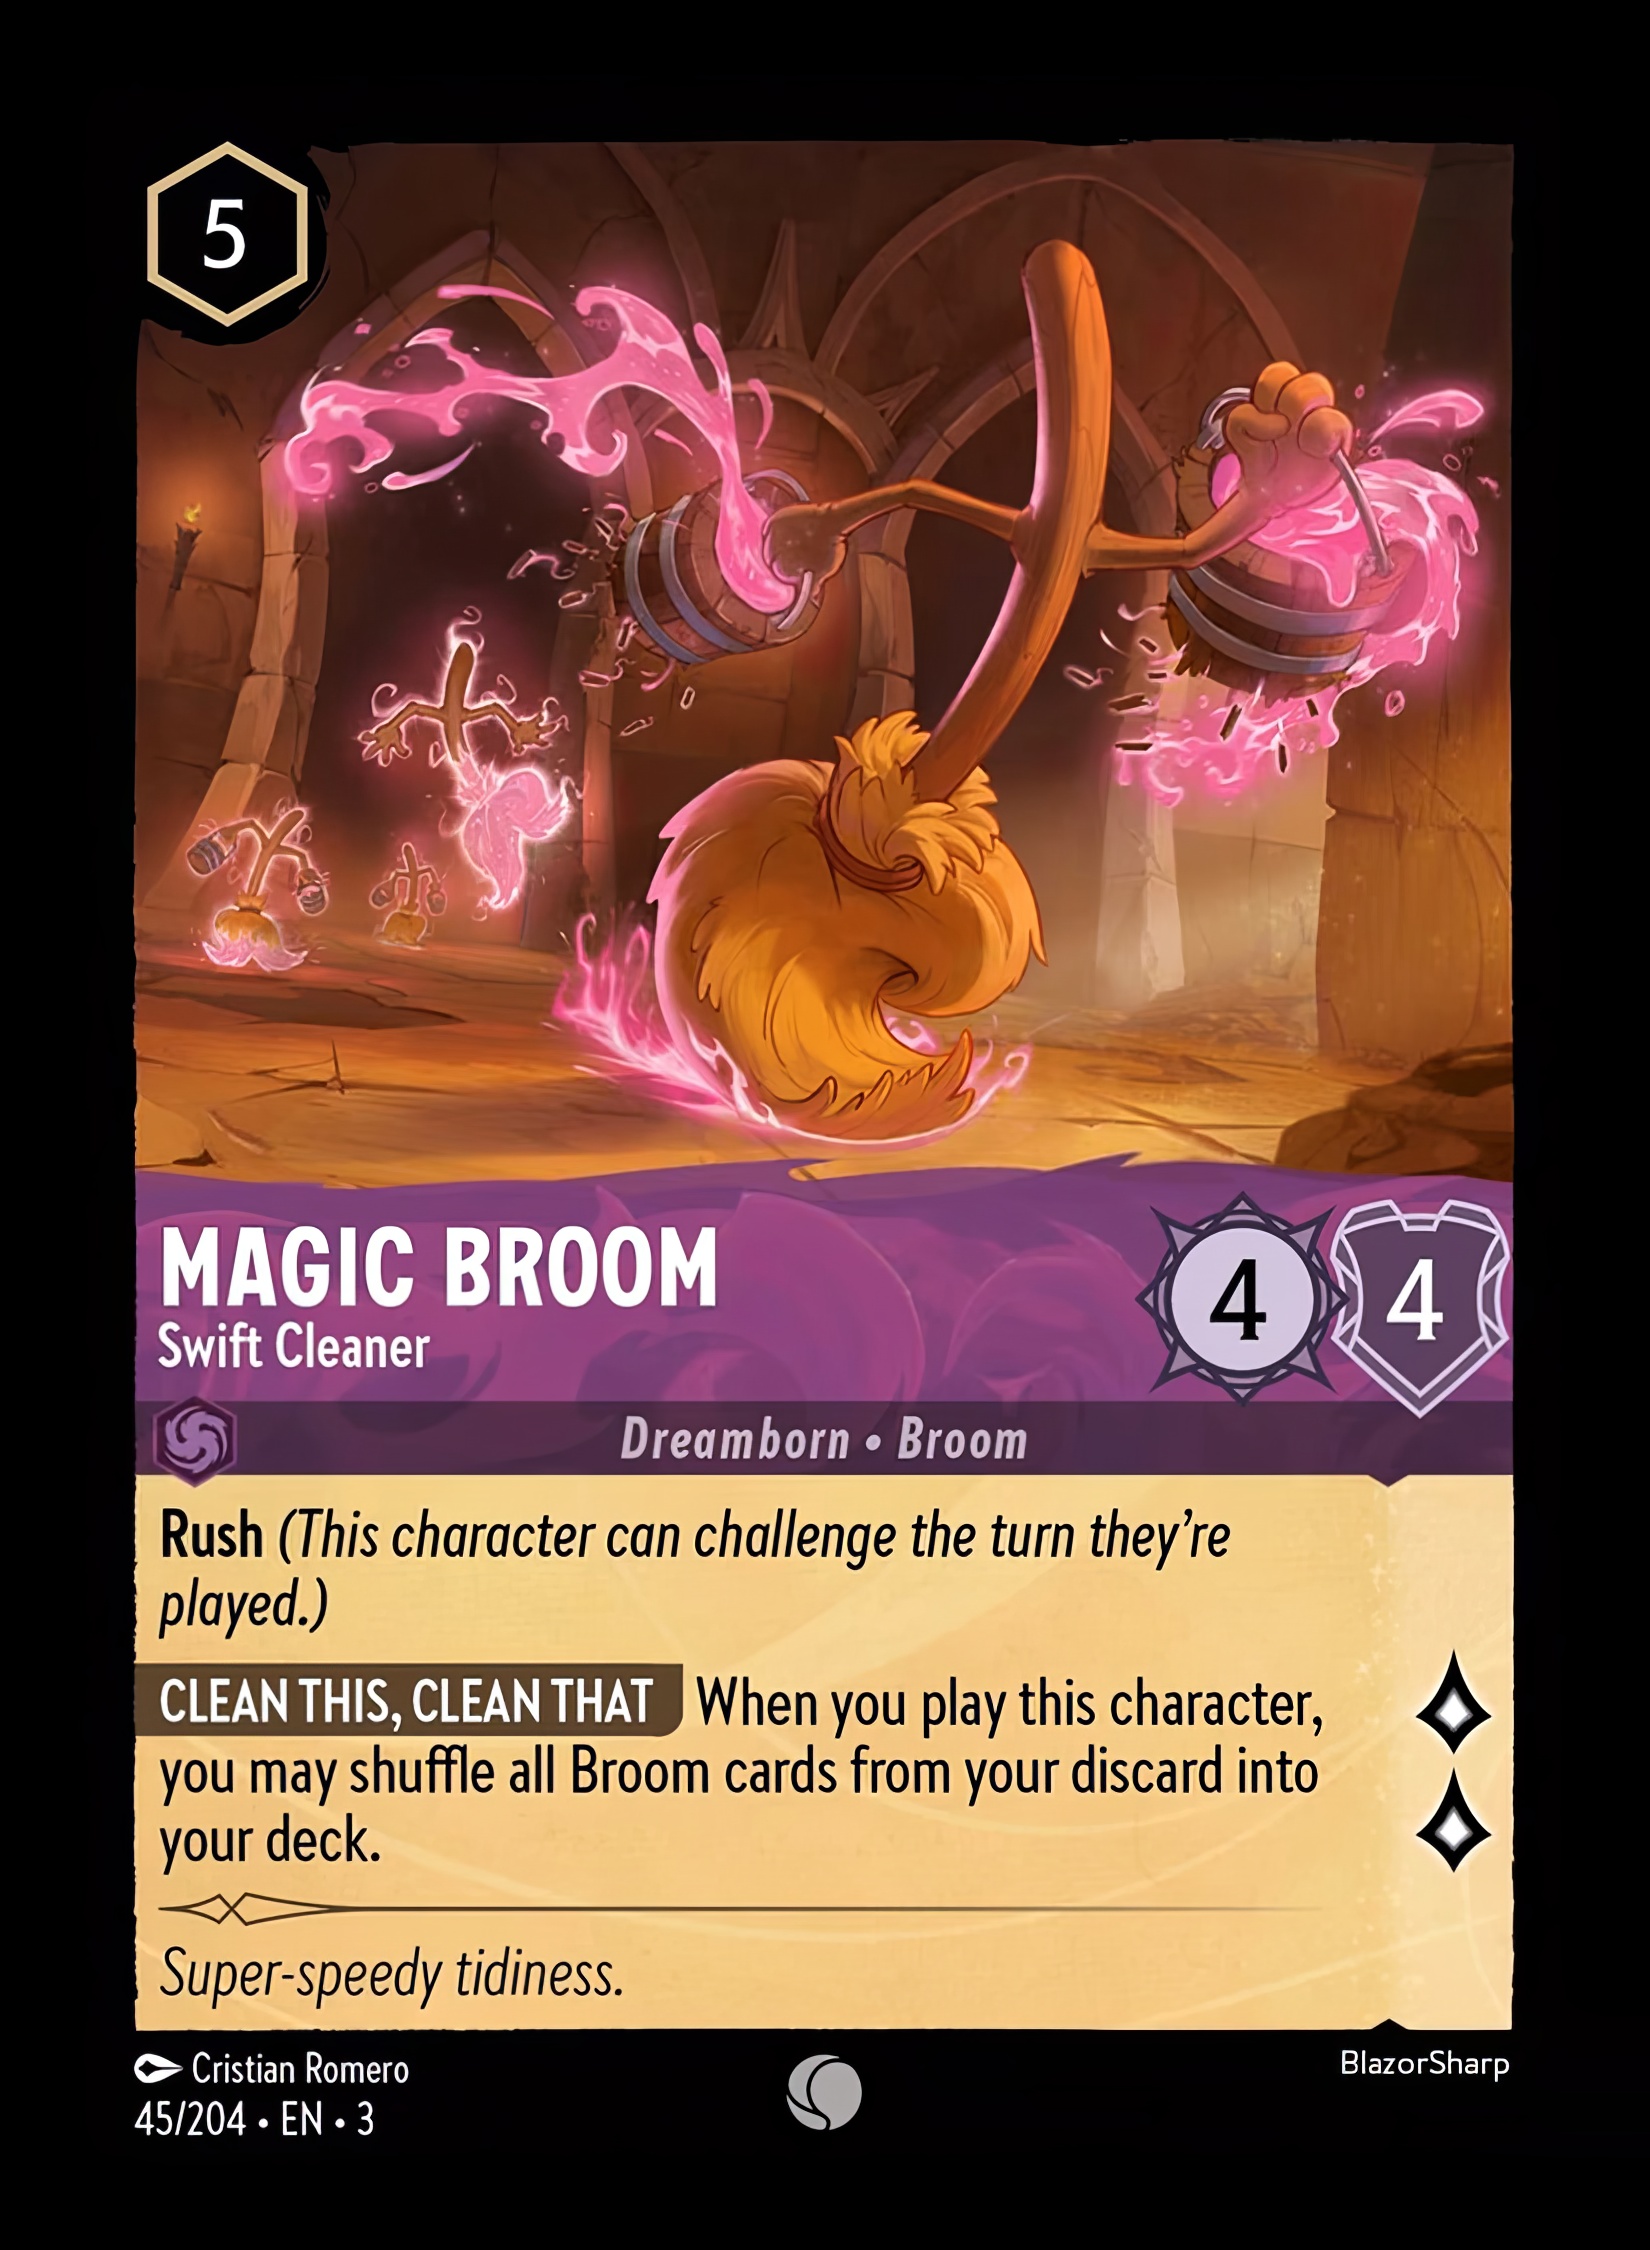 5
MAGIC BROOM
Swift Cleaner
4 4
Dreamborn • Broom
Rush (This character can challenge the turn they're
played.)
CLEAN THIS, CLEAN THAT When you play this character,
you may shuffle all Broom cards from your discard into
your deck.
Super-speedy tidiness.
Cristian Romero
BlazorSharp
45/204 • EN • 3